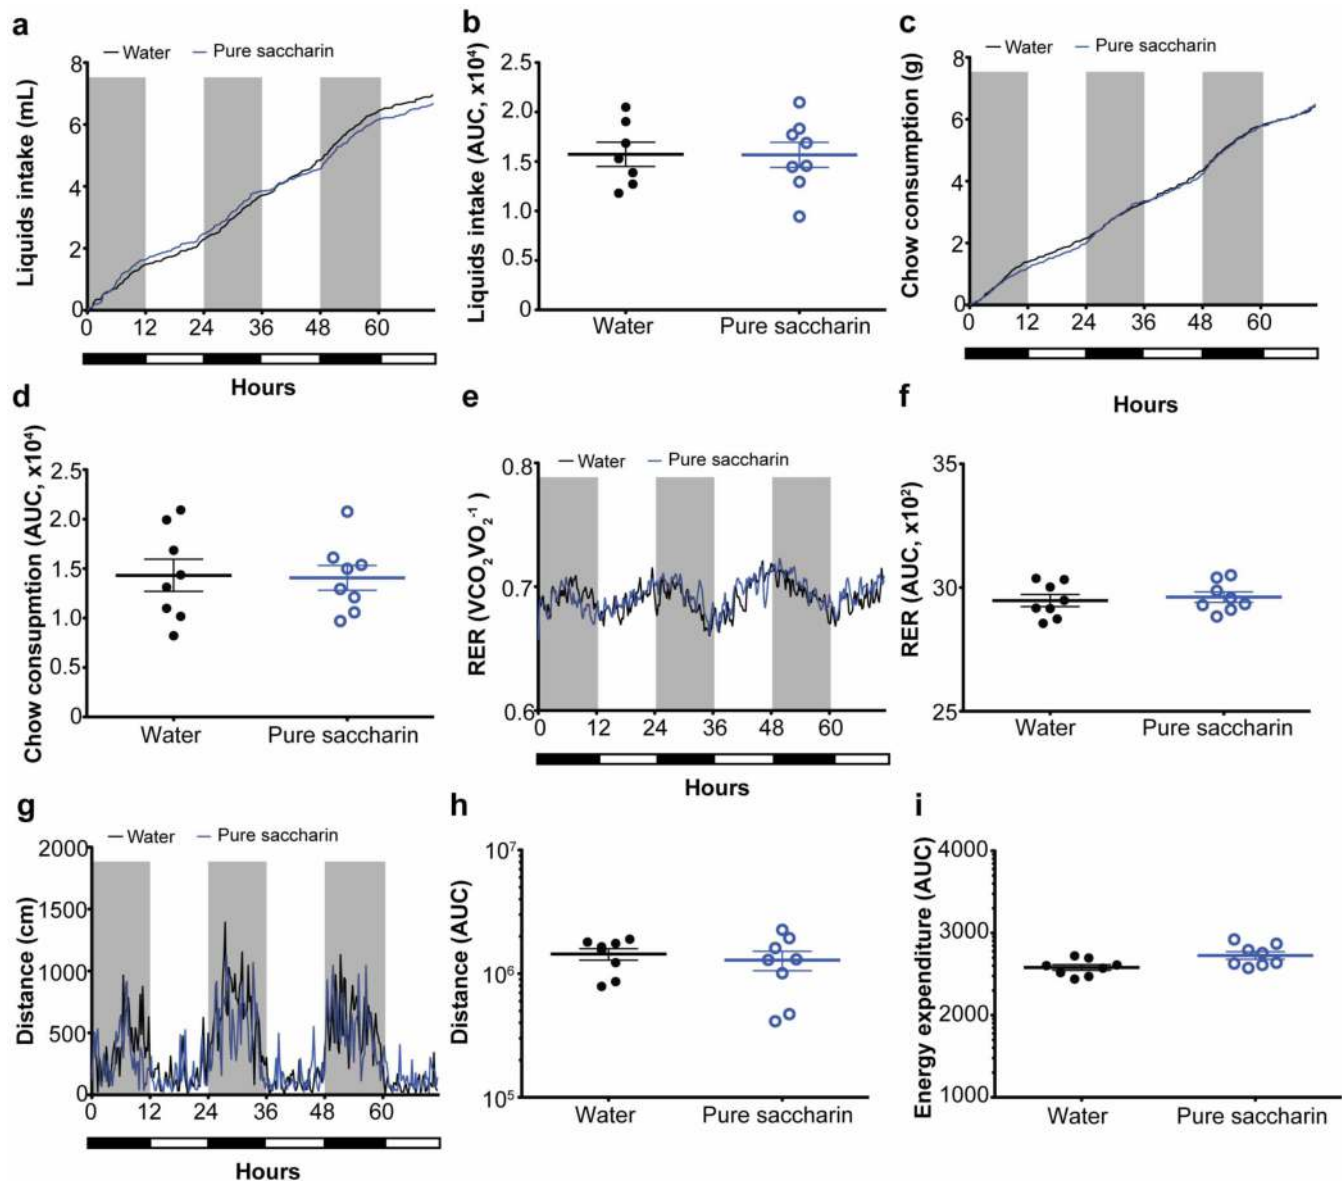 a
Water Pure saccharin
Liquids intake (mL)
8
6
4
2
0
0 12 24 36 48 60
Hours
b
Liquids intake (AUC, x10⁴)
2.5
2.0
1.5
1.0
0.5
0
Water Pure saccharin
c
Water Pure saccharin
Chow consumption (g)
8
6
4
2
0
0 12 24 36 48 60
Hours
d
Chow consupmtion (AUC, x10⁴)
2.5
2.0
1.5
1.0
0.5
0
Water Pure saccharin
e
Water Pure saccharin
RER (VCO₂VO₂⁻¹)
0.8
0.7
0.6
0 12 24 36 48 60
Hours
f
RER (AUC, x10²)
35
30
25
Water Pure saccharin
g
Water Pure saccharin
Distance (cm)
2000
1500
1000
500
0
0 12 24 36 48 60
Hours
h
Distance (AUC)
10⁷
10⁶
10⁵
Water Pure saccharin
i
Energy expenditure (AUC)
4000
3000
2000
1000
Water Pure saccharin